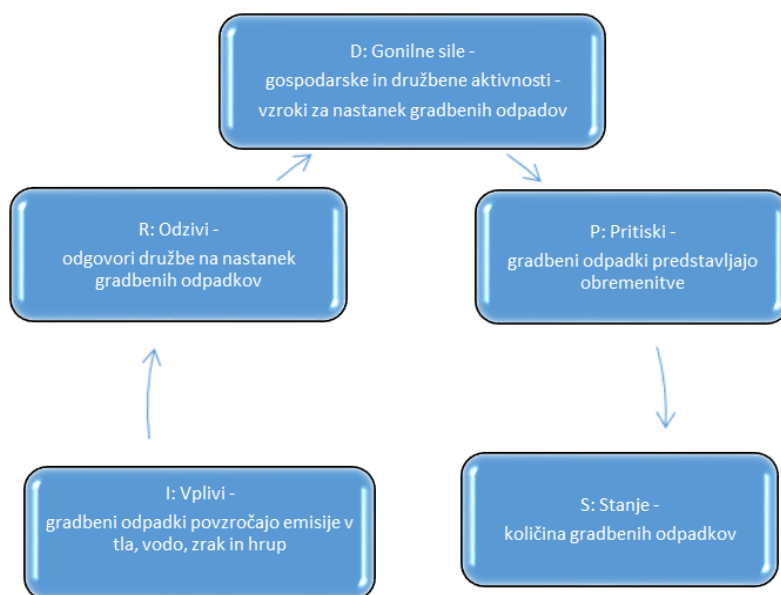 D: Gonilne sile -
gospodarske in družbene aktivnosti -
vzroki za nastanek gradbenih odpadov
R: Odzivi -
odgovori družbe na nastanek
gradbenih odpadkov
P: Pritiski -
gradbeni odpadki predstavljajo
obremenitve
I: Vplivi -
gradbeni odpadki povzročajo emisije v
tla, vodo, zrak in hrup
S: Stanje -
količina gradbenih odpadkov